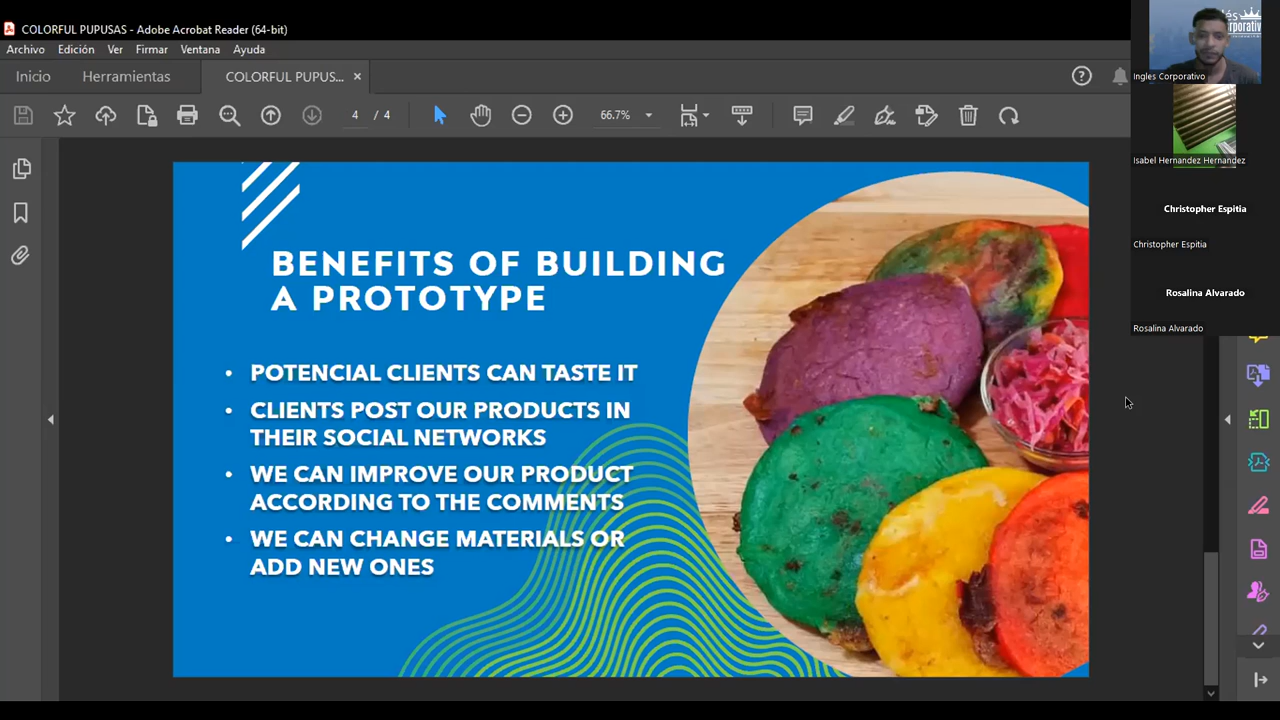 COLORFUL PUPUSAS - Adobe Acrobat Reader (64-bit)
Archivo Edición Ver Firmar Ventana Ayuda
Inicio Herramientas COLORFUL PUPUS... ×
4 / 4 66.7%
Ingles Corporativo
Isabel Hernandez Hernandez
Christopher Espitia
Christopher Espitia
Rosalina Alvarado
Rosalina Alvarado
BENEFITS OF BUILDING
A PROTOTYPE
• POTENCIAL CLIENTS CAN TASTE IT
• CLIENTS POST OUR PRODUCTS IN
THEIR SOCIAL NETWORKS
• WE CAN IMPROVE OUR PRODUCT
ACCORDING TO THE COMMENTS
• WE CAN CHANGE MATERIALS OR
ADD NEW ONES